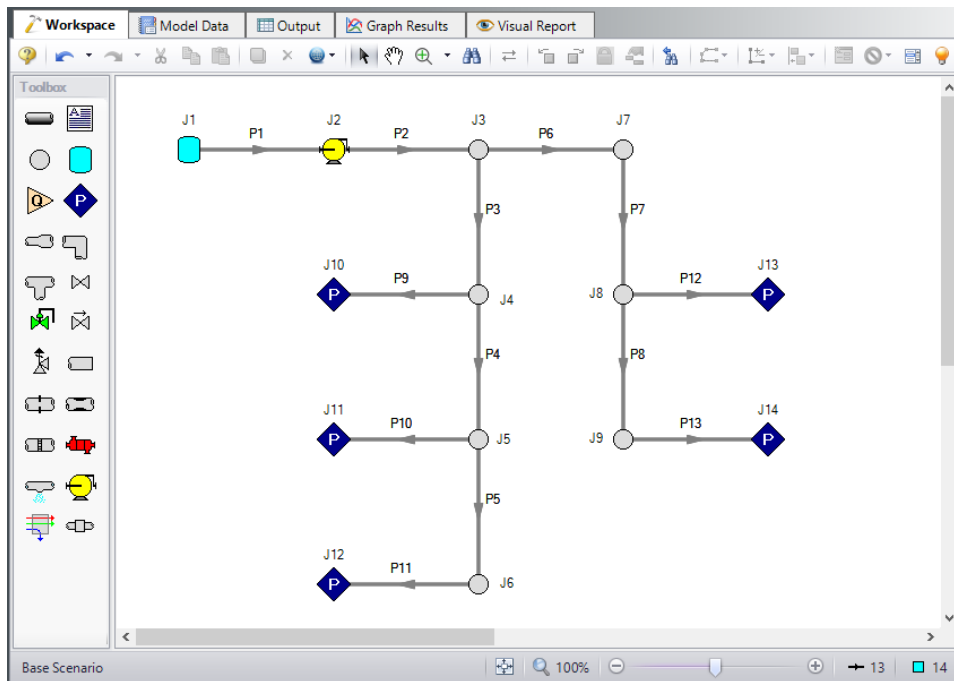 Workspace Model Data Output Graph Results Visual Report
Toolbox
A
Q P
J1 P1 J2 P2 J3 P6 J7
P3 P7
J10 P9 J4 J8 P12 J13
P P
P4 P8
J11 P10 J5 J9 P13 J14
P P
P5
J12 P11 J6
P
Base Scenario 100% 13 14